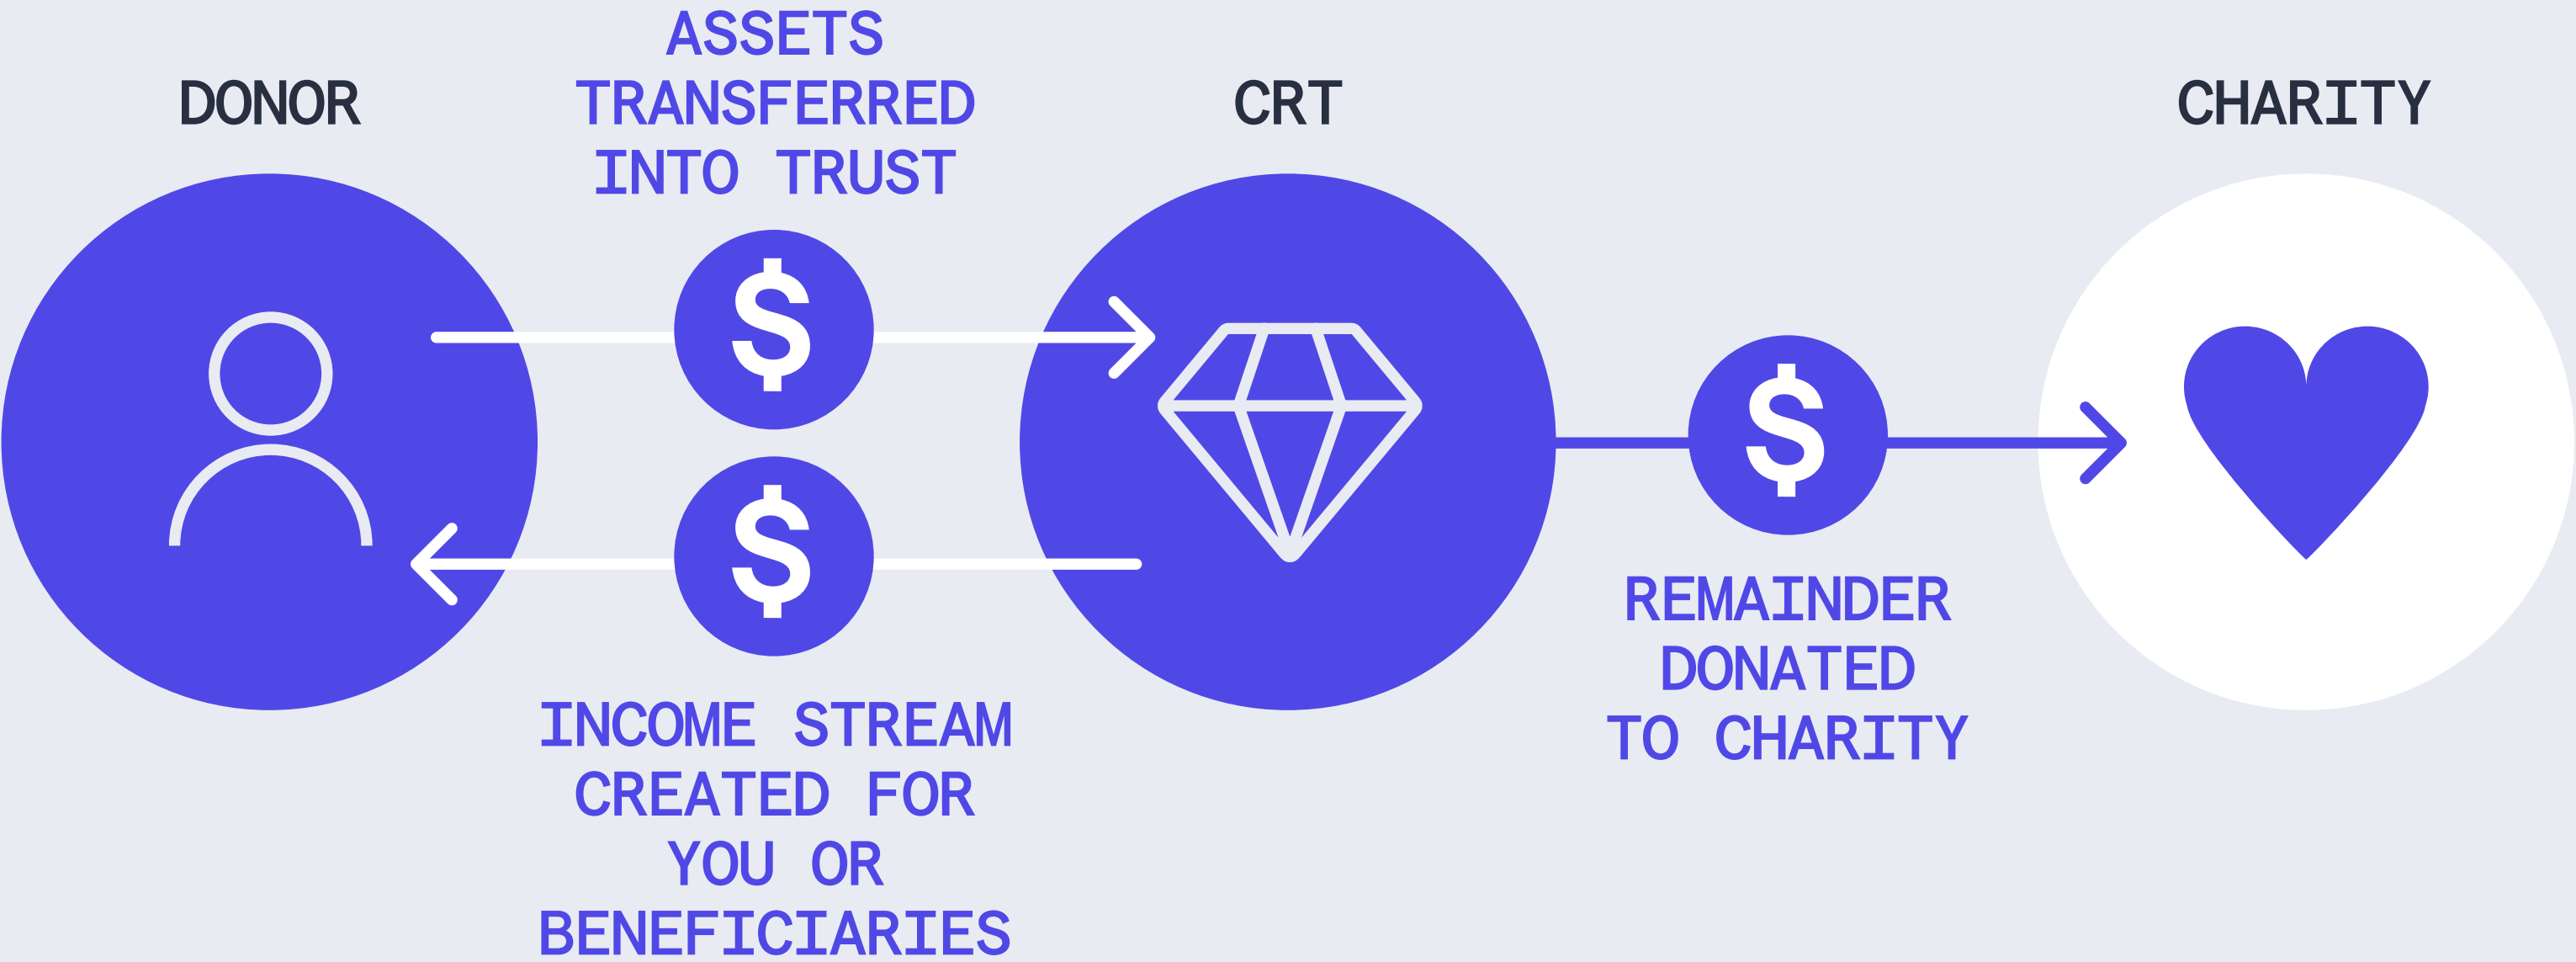 DONOR
ASSETS
TRANSFERRED
INTO TRUST
CRT
CHARITY
$
$
$
INCOME STREAM
CREATED FOR
YOU OR
BENEFICIARIES
REMAINDER
DONATED
TO CHARITY